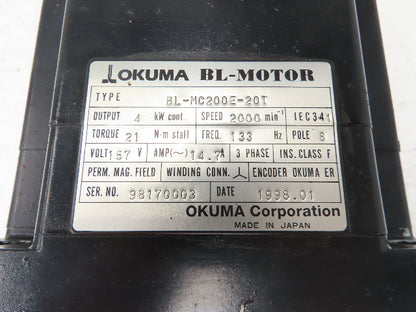 OKUMA BL-MOTOR
TYPE BL-MC200E-20T
OUTPUT 4 kW cont. SPEED 2000 min⁻¹ IEC341
TORQUE 21 N·m stall FREQ. 133 Hz POLE 8
VOLT 157 V AMP(~) 14.7 A 3 PHASE INS. CLASS F
PERM. MAG. FIELD WINDING CONN. ENCODER OKUMA ER
SER. NO. 98170003 DATE 1998.01
OKUMA Corporation
MADE IN JAPAN